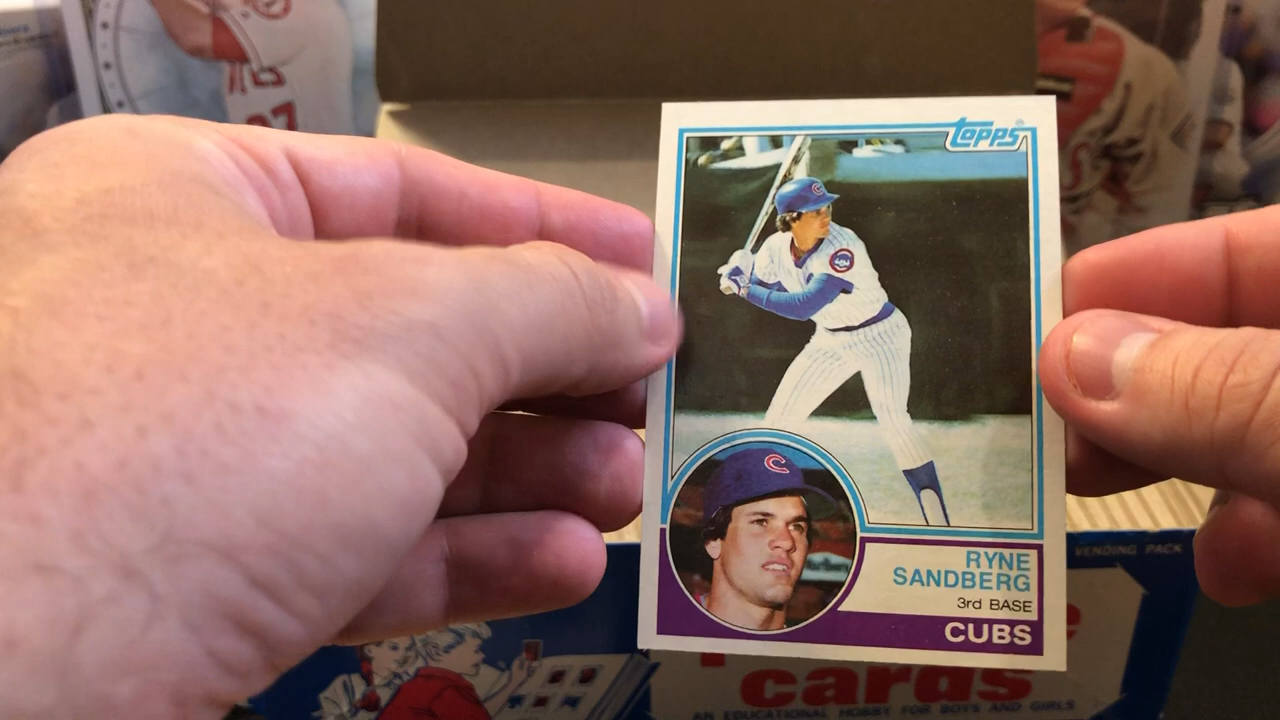 Topps
RYNE
SANDBERG
3rd BASE
CUBS
VENDING PACK
cards
AN EDUCATIONAL HOBBY FOR BOYS AND GIRLS